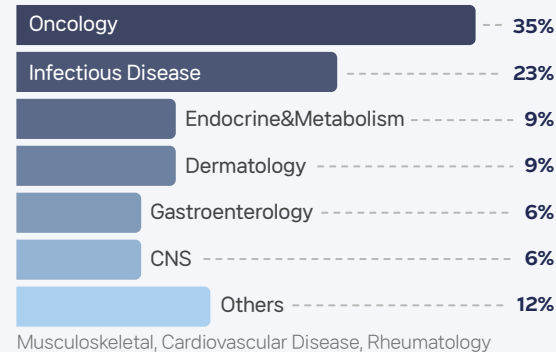 Oncology 35%
Infectious Disease 23%
Endocrine&Metabolism 9%
Dermatology 9%
Gastroenterology 6%
CNS 6%
Others 12%
Musculoskeletal, Cardiovascular Disease, Rheumatology